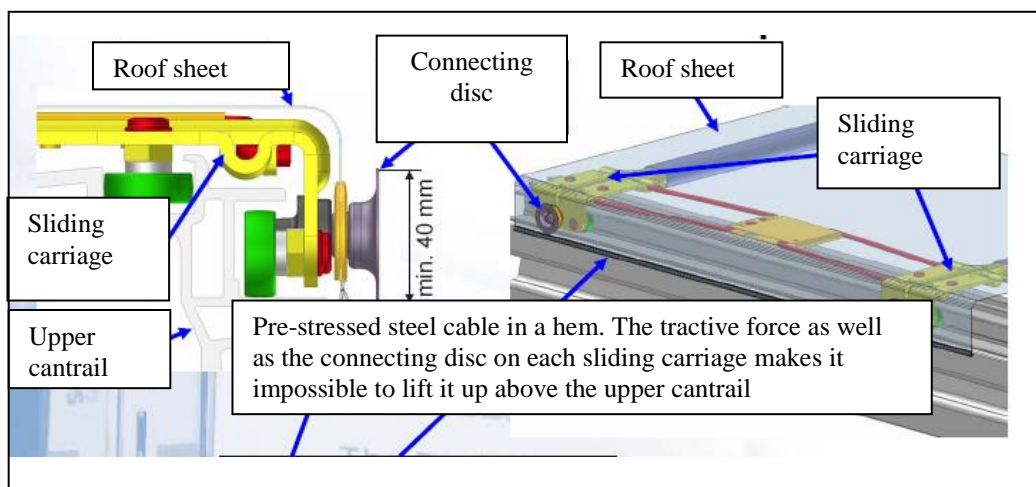 Roof sheet
Connecting
disc
Roof sheet
Sliding
carriage
Sliding
carriage
min. 40 mm
Upper
cantrail
Pre-stressed steel cable in a hem. The tractive force as well
as the connecting disc on each sliding carriage makes it
impossible to lift it up above the upper cantrail